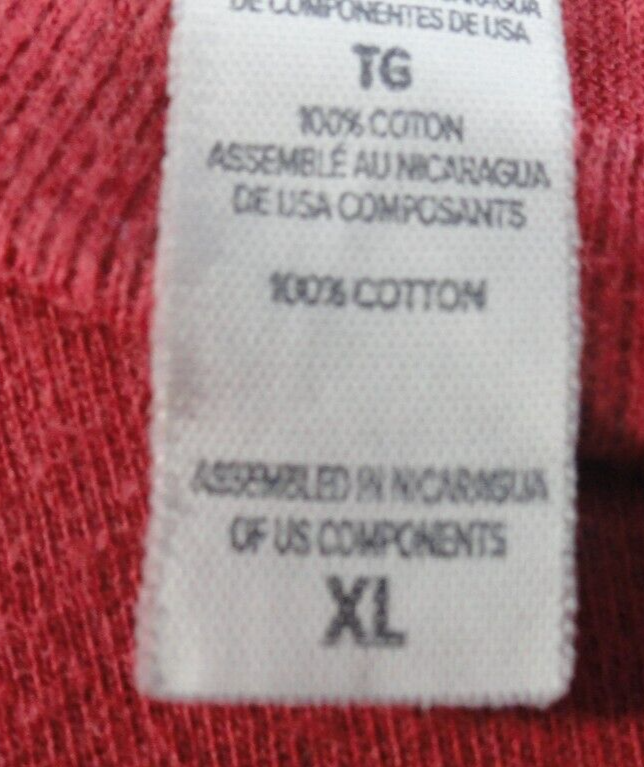 DE COMPONENTES DE USA
TG
100% COTON
ASSEMBLÉ AU NICARAGUA
DE USA COMPOSANTS
100% COTTON
ASSEMBLED IN NICARAGUA
OF US COMPONENTS
XL